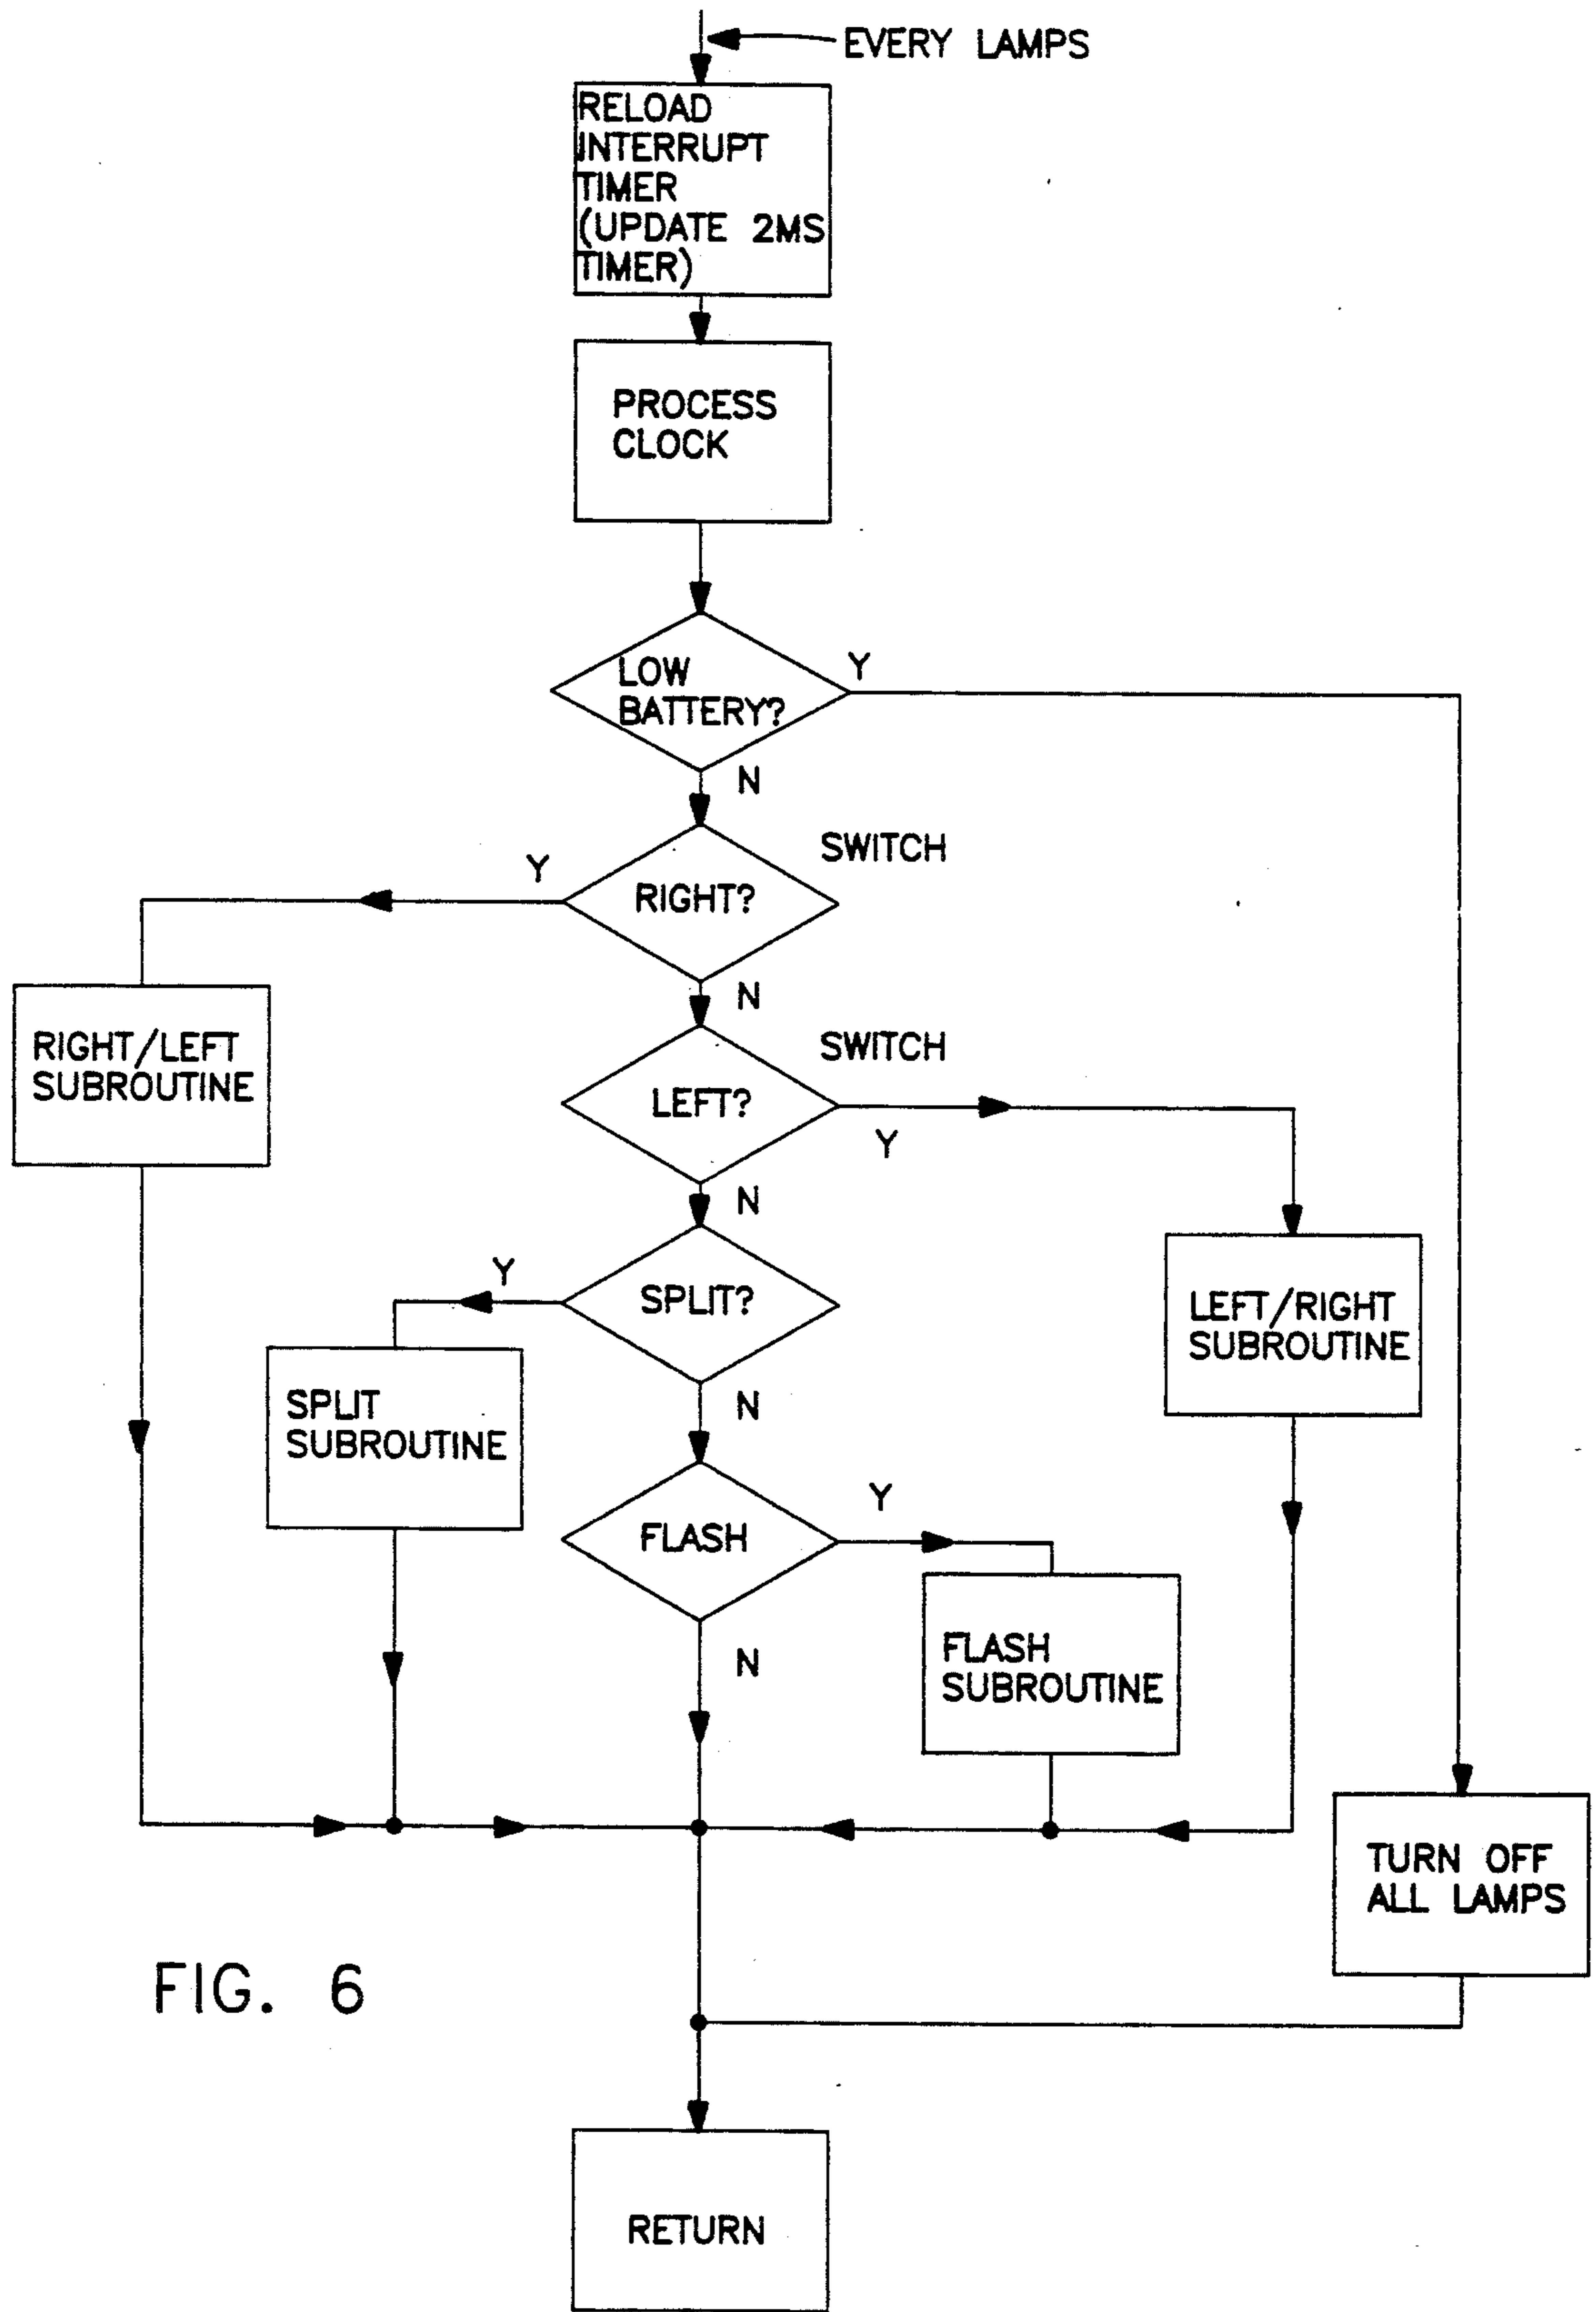 EVERY LAMPS
RELOAD
INTERRUPT
TIMER
(UPDATE 2MS
TIMER)
PROCESS
CLOCK
LOW
BATTERY?
Y
N
SWITCH
Y
RIGHT?
N
SWITCH
RIGHT/LEFT
SUBROUTINE
LEFT?
Y
N
Y
SPLIT?
LEFT/RIGHT
SUBROUTINE
N
SPLIT
SUBROUTINE
Y
FLASH
N
FLASH
SUBROUTINE
TURN OFF
ALL LAMPS
FIG. 6
RETURN